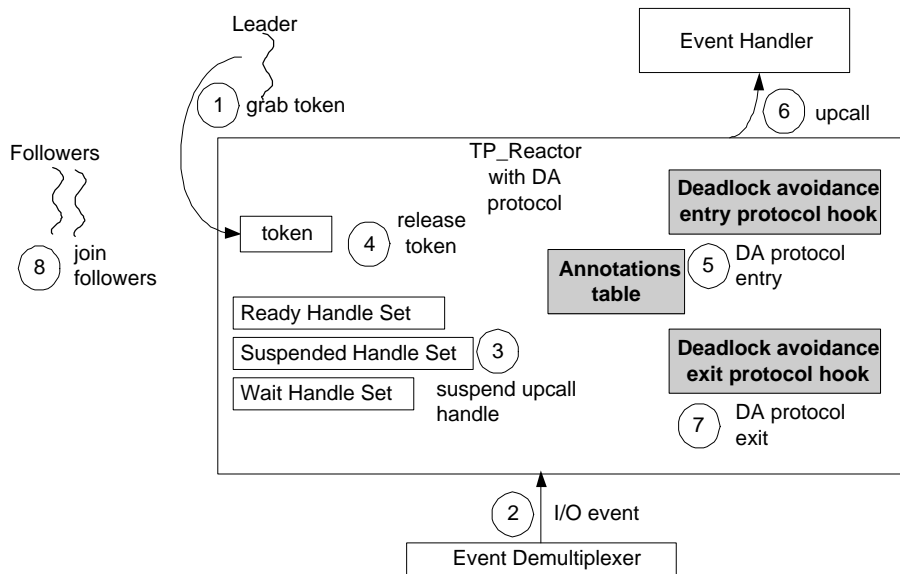 Leader
Event Handler
1
grab token
6
upcall
Followers
TP_Reactor
with DA
protocol
Deadlock avoidance
entry protocol hook
token
4
release
token
8
join
followers
5
DA protocol
entry
Annotations
table
Ready Handle Set
Suspended Handle Set
3
suspend upcall
handle
Wait Handle Set
Deadlock avoidance
exit protocol hook
7
DA protocol
exit
2
I/O event
Event Demultiplexer